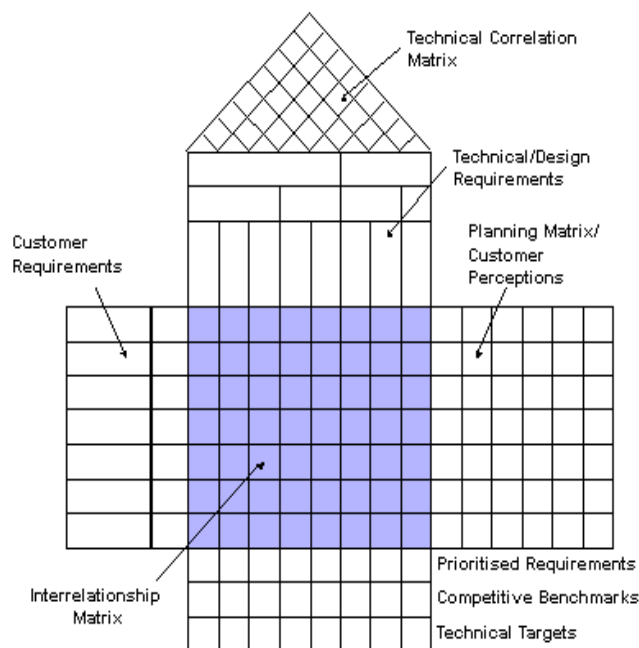 Technical Correlation
Matrix
Technical/Design
Requirements
Customer
Requirements
Planning Matrix/
Customer
Perceptions
Interrelationship
Matrix
Prioritised Requirements
Competitive Benchmarks
Technical Targets